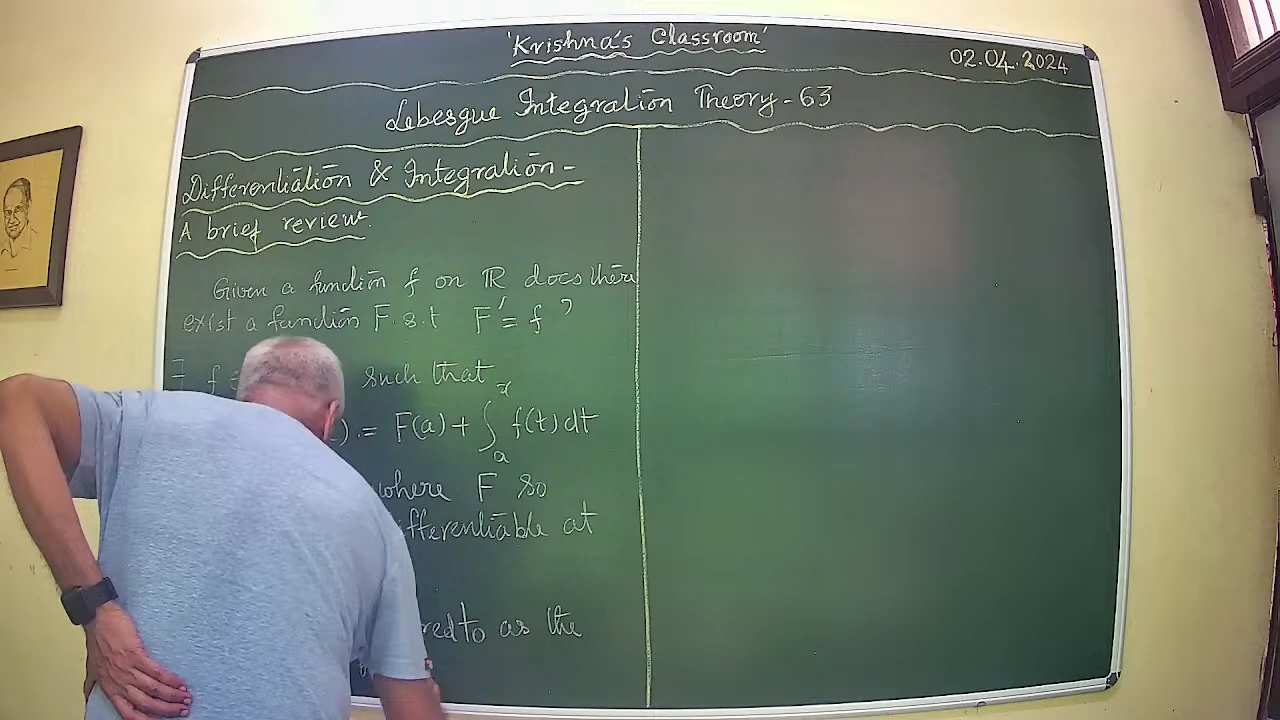 'Krishna's Classroom'
02.04.2024
Lebesgue Integration Theory - 63
Differentiation & Integration -
A brief review.
Given a function f on ℝ does there
exist a function F s.t F' = f ?
∃ f such that
= F(a) + ∫_a^x f(t) dt
where F so
differentiable at
red to as the